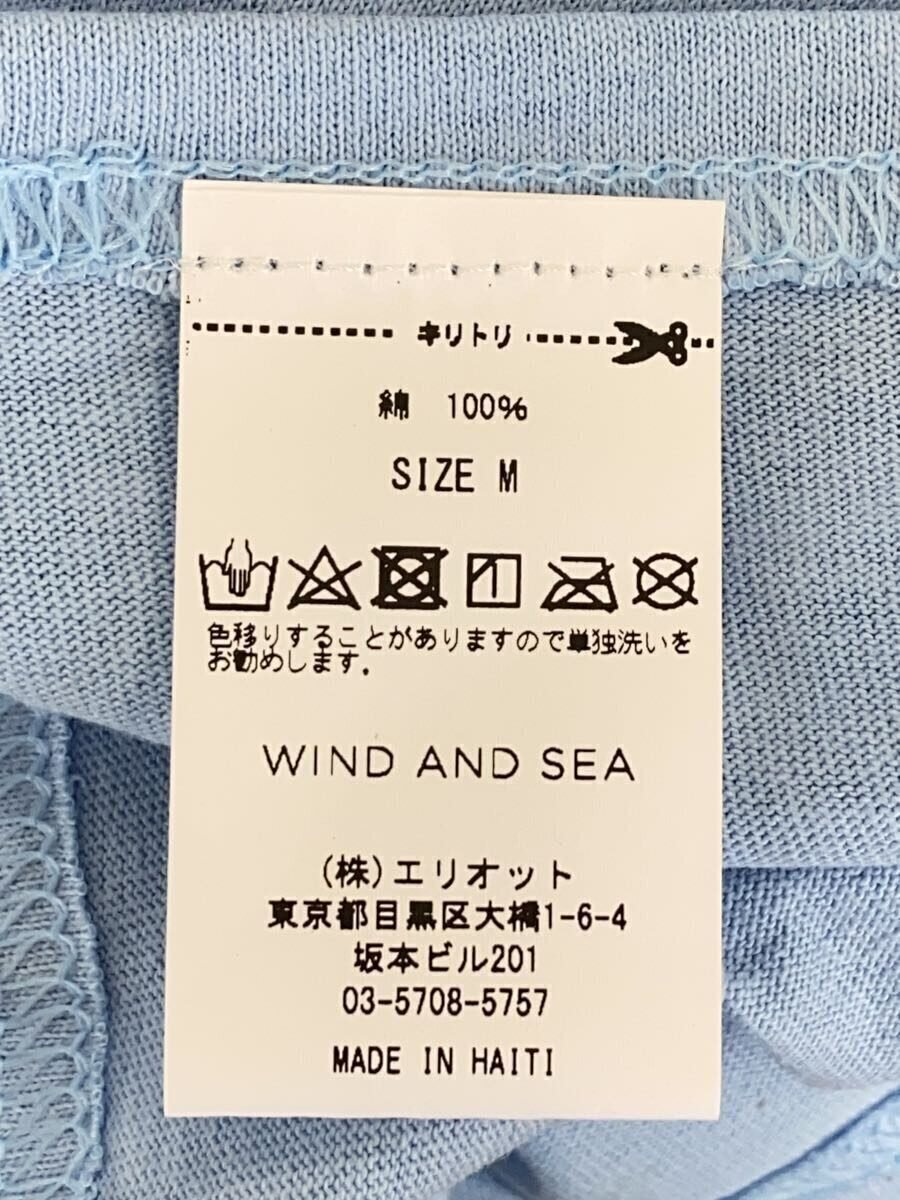 キリトリ
綿 100%
SIZE M
色移りすることがありますので単独洗いを
お勧めします。
WIND AND SEA
(株)エリオット
東京都目黒区大橋1-6-4
坂本ビル201
03-5708-5757
MADE IN HAITI